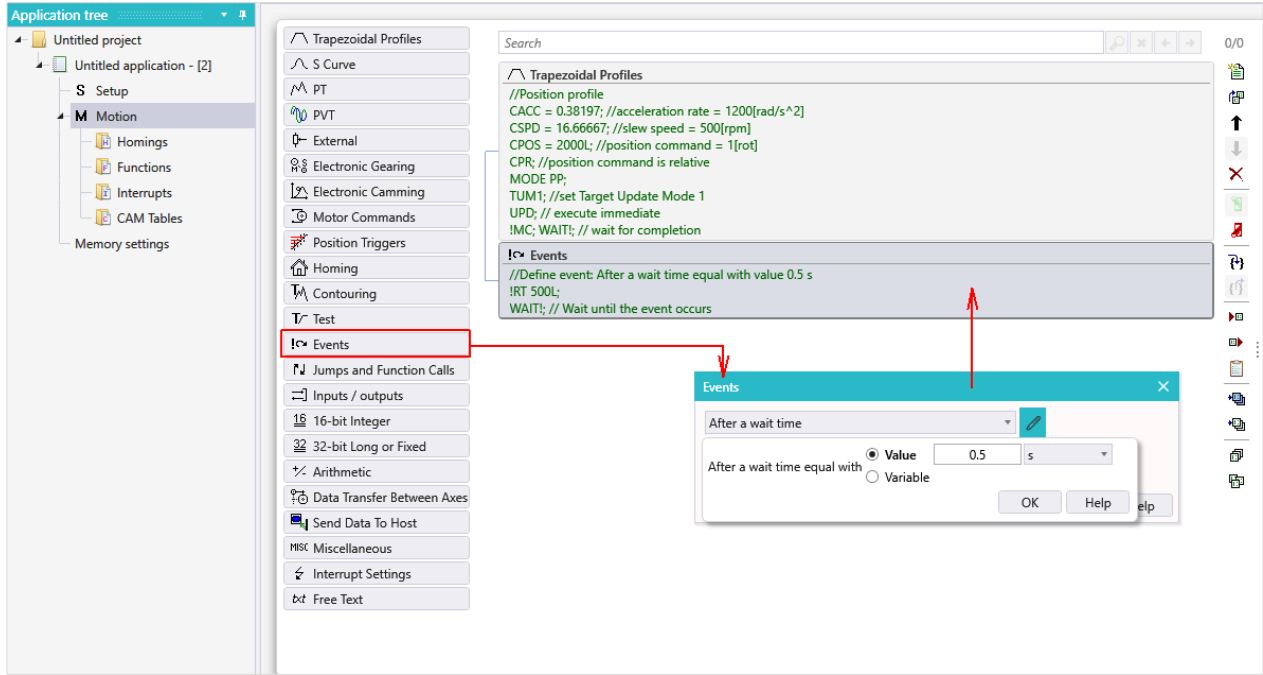 Application tree
Untitled project
Untitled application - [2]
S Setup
M Motion
Homings
Functions
Interrupts
CAM Tables
Memory settings
Trapezoidal Profiles
S Curve
PT
PVT
External
Electronic Gearing
Electronic Camming
Motor Commands
Position Triggers
Homing
Contouring
Test
Events
Jumps and Function Calls
Inputs / outputs
16 16-bit Integer
32 32-bit Long or Fixed
Arithmetic
Data Transfer Between Axes
Send Data To Host
MISC Miscellaneous
Interrupt Settings
txt Free Text
Search
0/0
Trapezoidal Profiles
//Position profile
CACC = 0.38197; //acceleration rate = 1200[rad/s^2]
CSPD = 16.66667; //slew speed = 500[rpm]
CPOS = 2000L; //position command = 1[rot]
CPR; //position command is relative
MODE PP;
TUM1; //set Target Update Mode 1
UPD; // execute immediate
!MC; WAIT!; // wait for completion
Events
//Define event: After a wait time equal with value 0.5 s
!RT 500L;
WAIT!; // Wait until the event occurs
Events
After a wait time
After a wait time equal with
Value 0.5 s
Variable
OK Help
elp